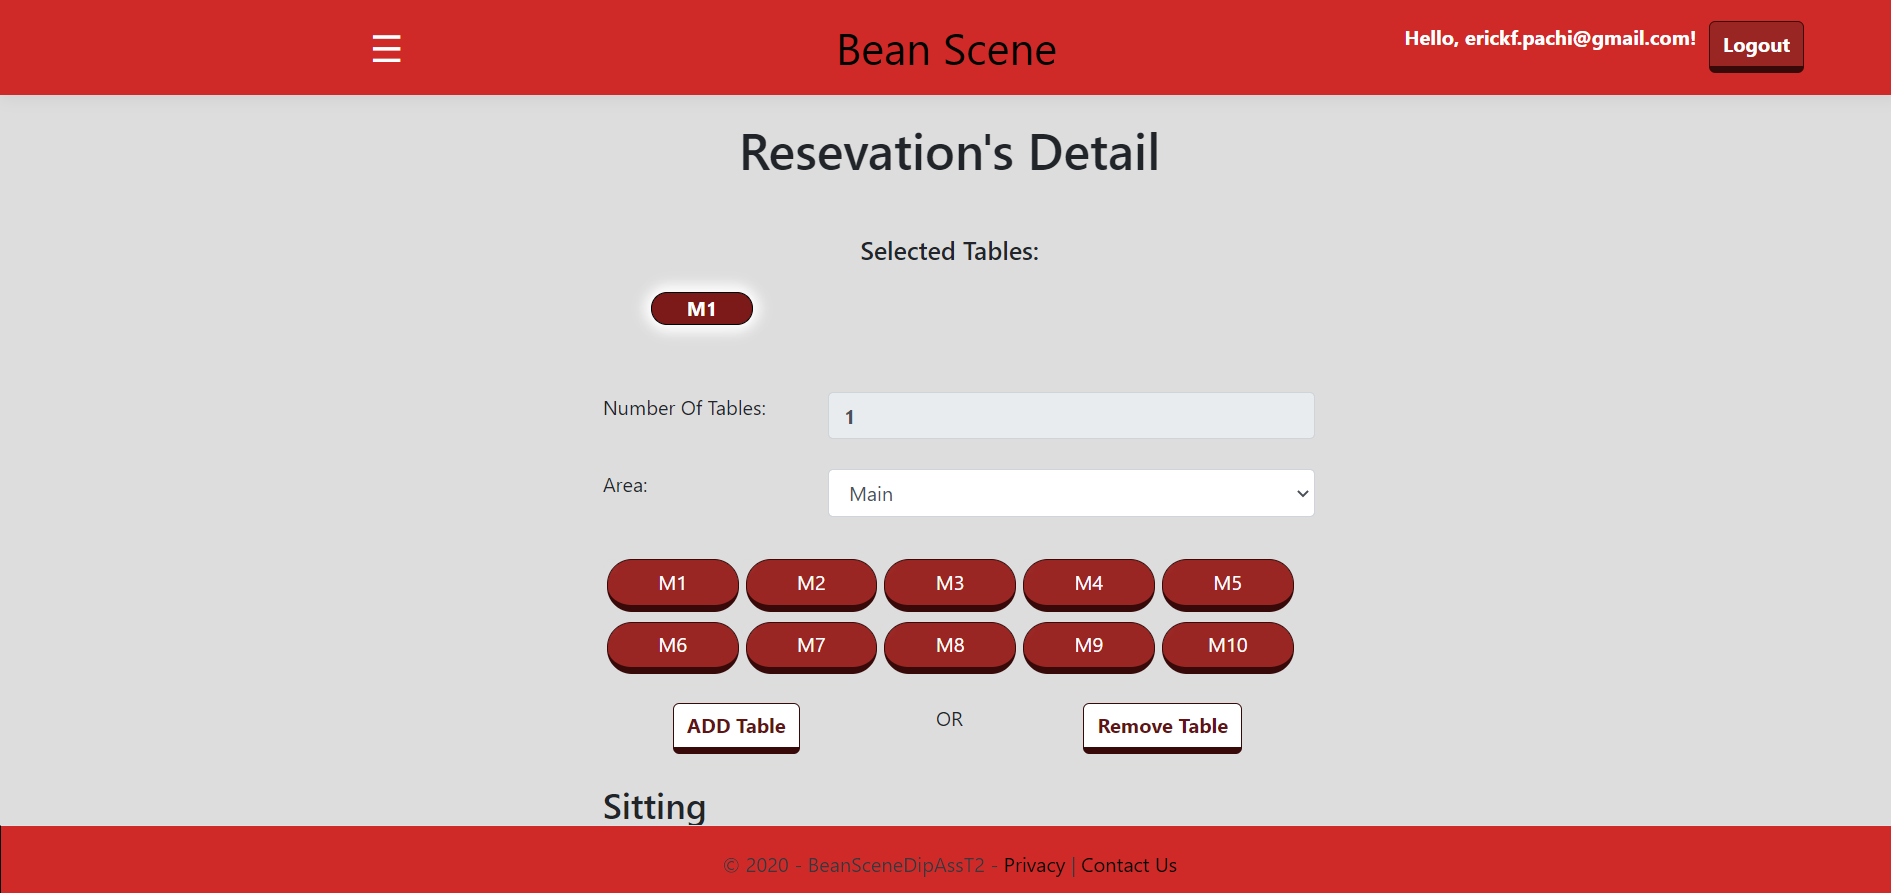 ☰ Bean Scene Hello, erickf.pachi@gmail.com! Logout
Resevation's Detail
Selected Tables:
M1
Number Of Tables: 1
Area: Main
M1 M2 M3 M4 M5
M6 M7 M8 M9 M10
ADD Table OR Remove Table
Sitting
© 2020 - BeanSceneDipAssT2 - Privacy | Contact Us